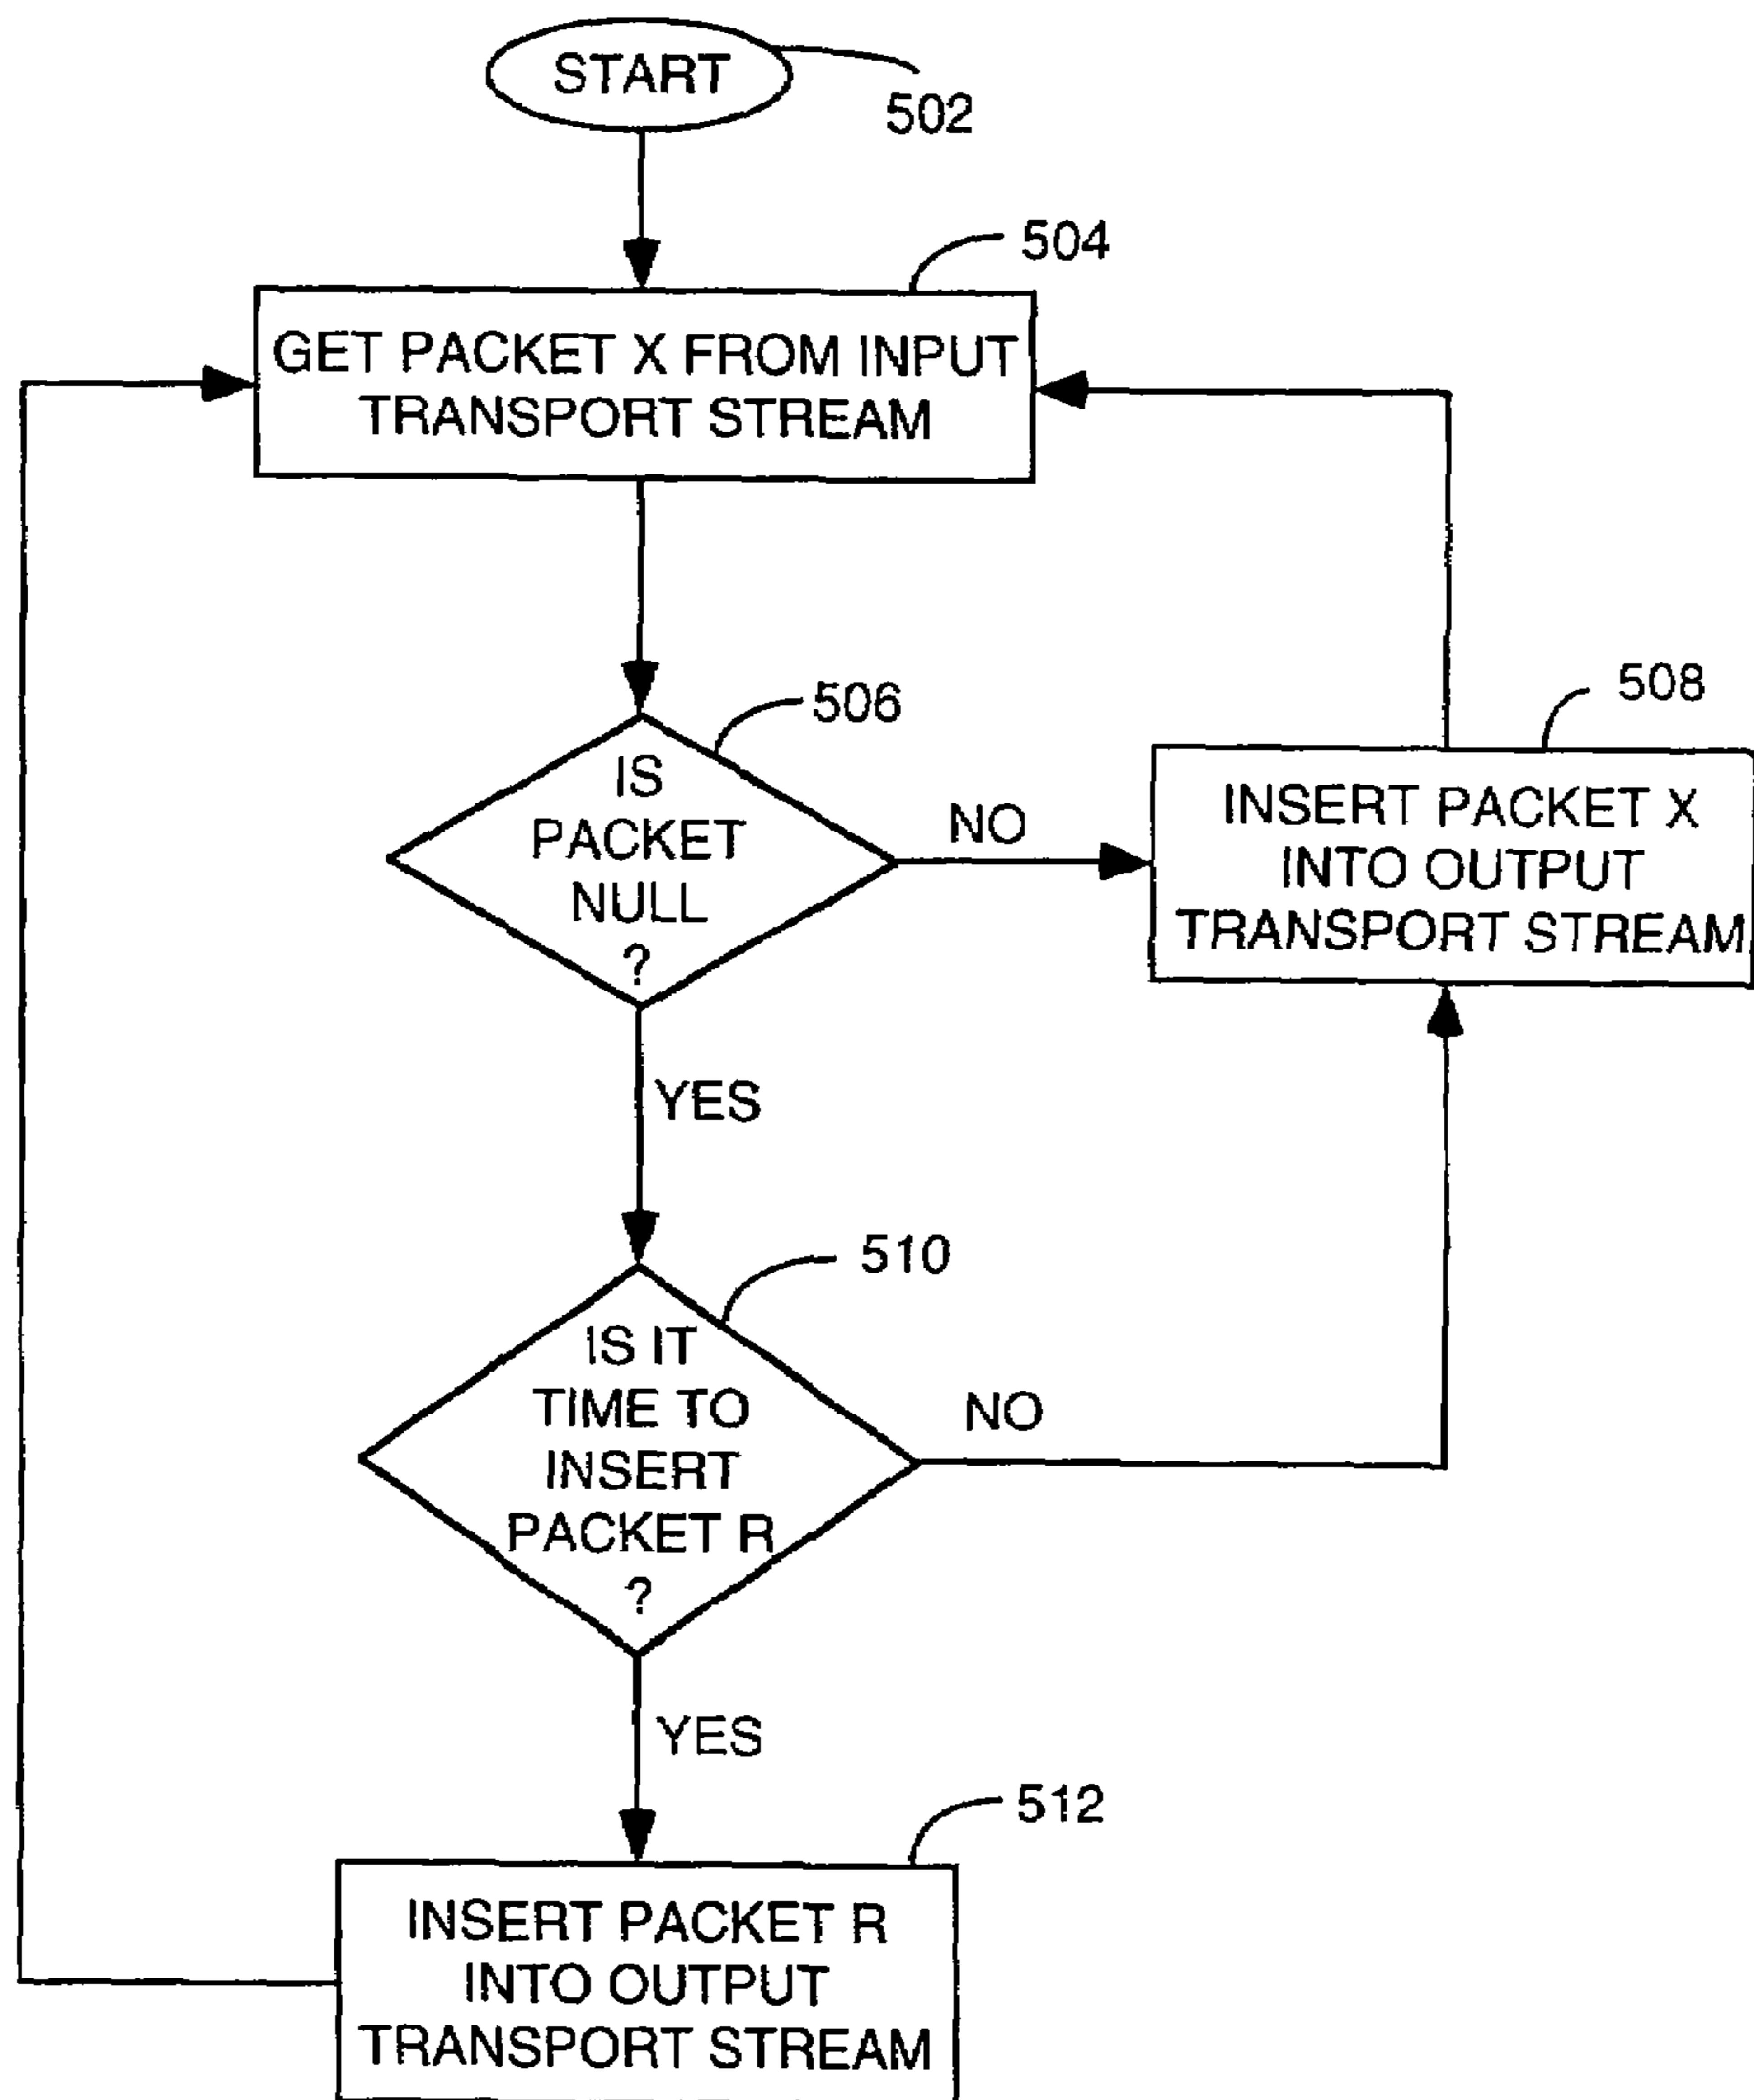 START
502
504
GET PACKET X FROM INPUT
TRANSPORT STREAM
506
IS
PACKET
NULL
?
NO
508
INSERT PACKET X
INTO OUTPUT
TRANSPORT STREAM
YES
510
IS IT
TIME TO
INSERT
PACKET R
?
NO
YES
512
INSERT PACKET R
INTO OUTPUT
TRANSPORT STREAM